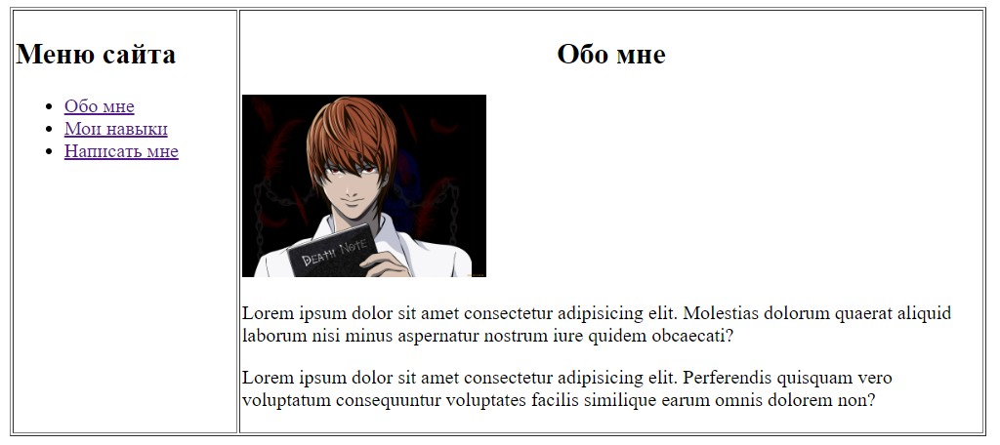 Меню сайта
Обо мне
Мои навыки
Написать мне
Обо мне
DEATH NOTE
Lorem ipsum dolor sit amet consectetur adipisicing elit. Molestias dolorum quaerat aliquid
laborum nisi minus aspernatur nostrum iure quidem obcaecati?
Lorem ipsum dolor sit amet consectetur adipisicing elit. Perferendis quisquam vero
voluptatum consequuntur voluptates facilis similique earum omnis dolorem non?